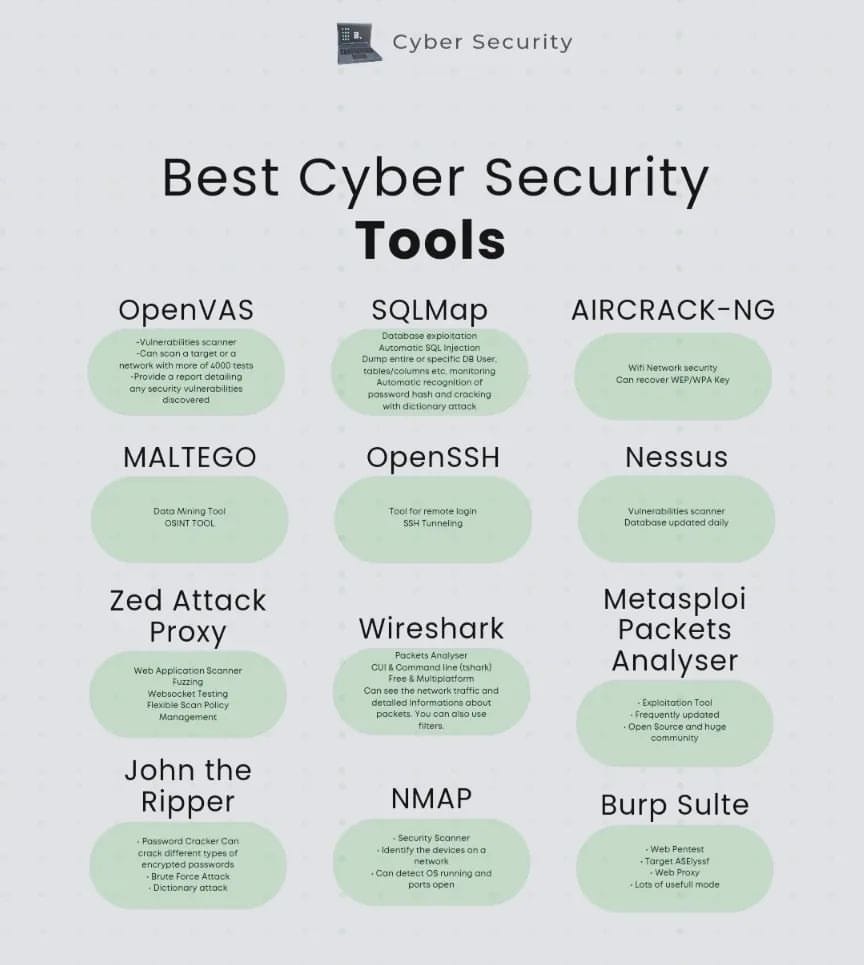 Cyber Security
Best Cyber Security
Tools
OpenVAS
-Vulnerabilities scanner
-Can scan a target or a
network with more of 4000 tests
-Provide a report detailing
any security vulnerabilities
discovered
SQLMap
Database exploitation
Automatic SQL Injection
Dump entire or specific DB User,
tables/columns etc. monitoring
Automatic recognition of
password hash and cracking
with dictionary attack
AIRCRACK-NG
Wifi Network security
Can recover WEP/WPA Key
MALTEGO
Data Mining Tool
OSINT TOOL
OpenSSH
Tool for remote login
SSH Tunneling
Nessus
Vulnerabilities scanner
Database updated daily
Zed Attack
Proxy
Web Application Scanner
Fuzzing
Websocket Testing
Flexible Scan Policy
Management
Wireshark
Packets Analyser
CUI & Command line (tshark)
Free & Multiplatform
Can see the network traffic and
detailed informations about
packets. You can also use
filters.
Metasploi
Packets
Analyser
• Exploitation Tool
• Frequently updated
• Open Source and huge
community
John the
Ripper
• Password Cracker Can
crack different types of
encrypted passwords
• Brute Force Attack
• Dictionary attack
NMAP
• Security Scanner
• Identify the devices on a
network
• Can detect OS running and
ports open
Burp Sulte
• Web Pentest
• Target ASElyssf
• Web Proxy
• Lots of usefull mode